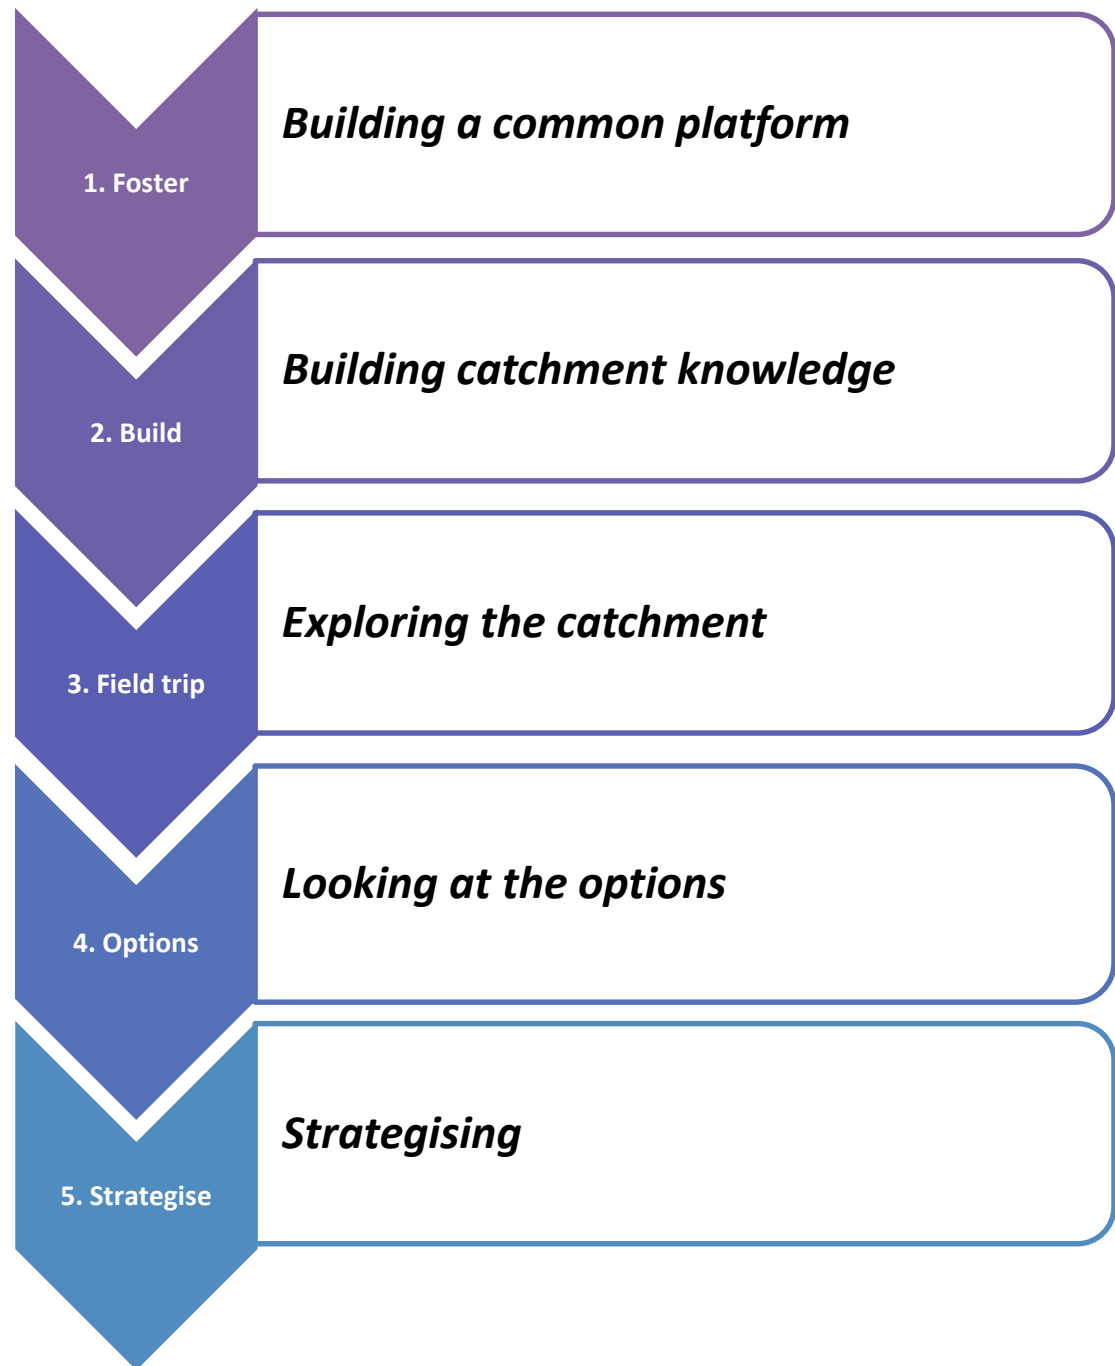 1. Foster
Building a common platform
2. Build
Building catchment knowledge
3. Field trip
Exploring the catchment
4. Options
Looking at the options
5. Strategise
Strategising